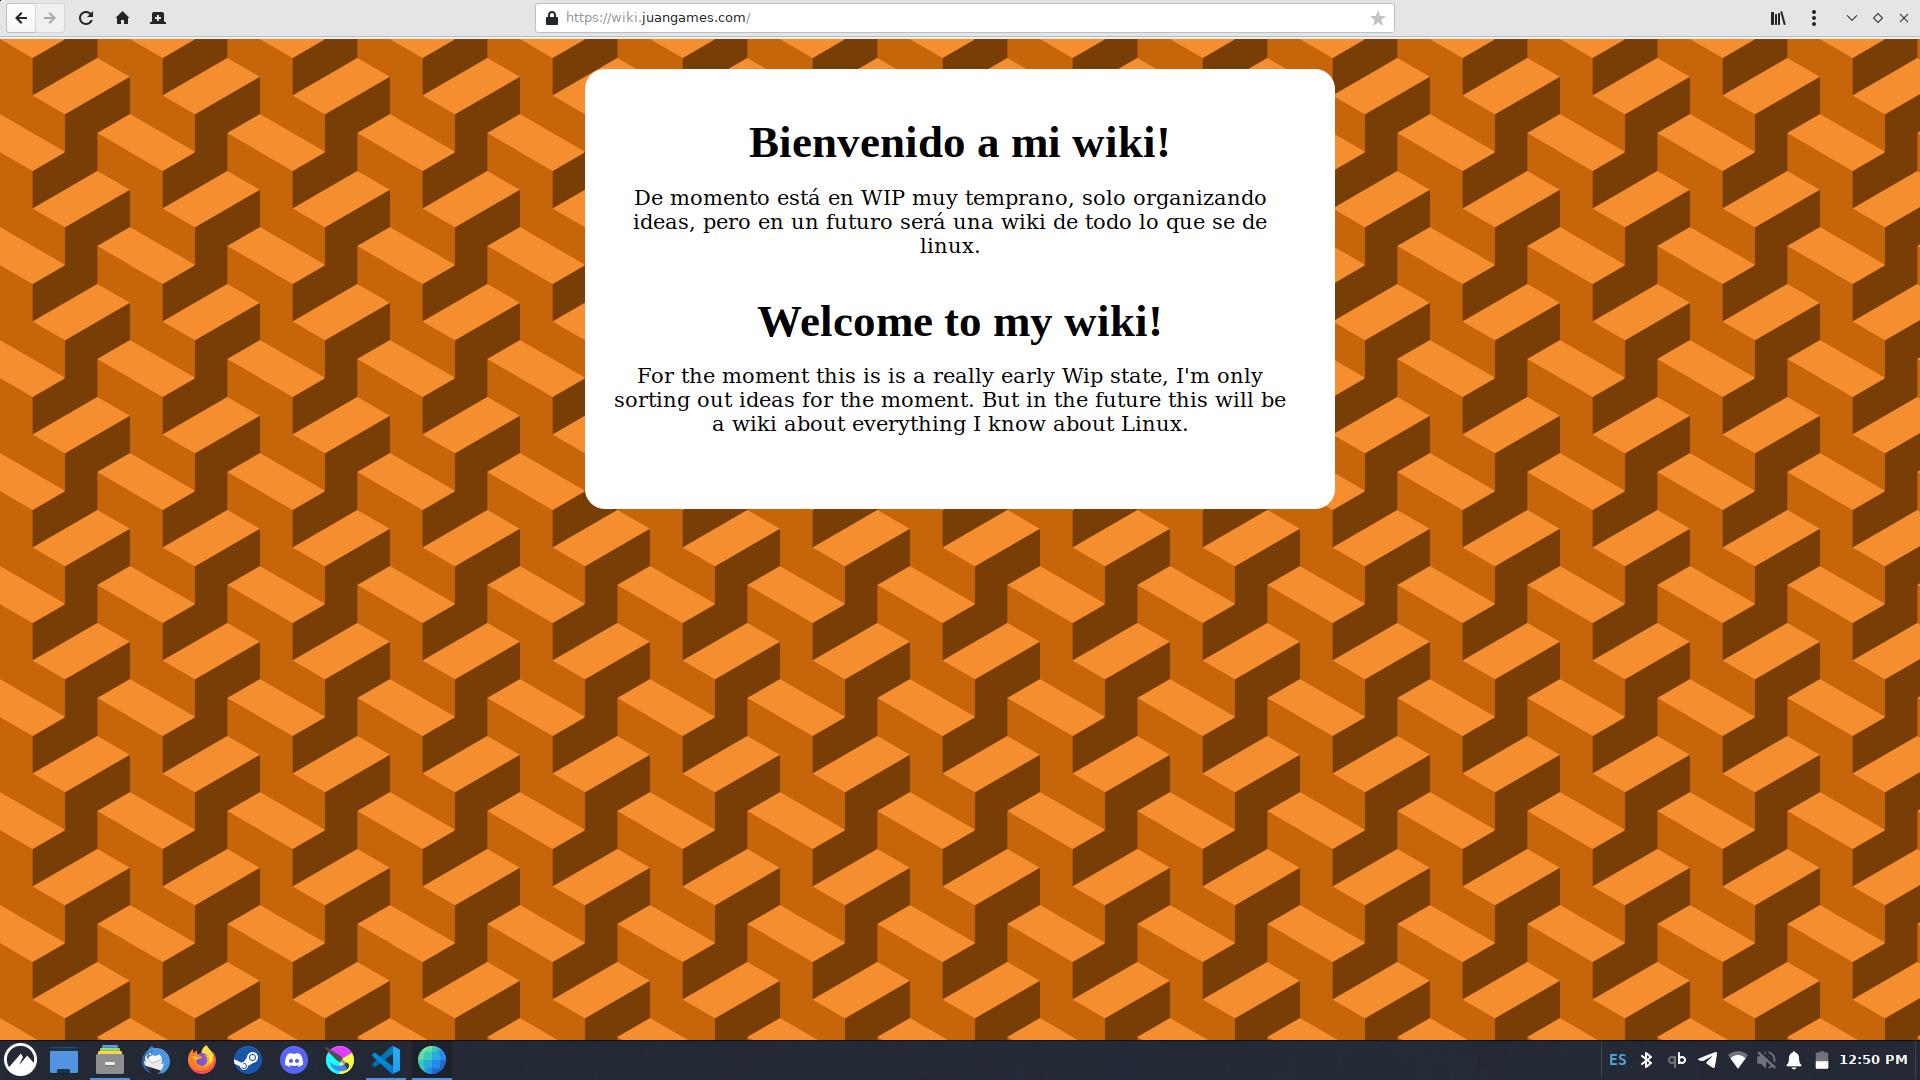 https://wiki.juangames.com/
Bienvenido a mi wiki!
De momento está en WIP muy temprano, solo organizando
ideas, pero en un futuro será una wiki de todo lo que se de
linux.
Welcome to my wiki!
For the moment this is is a really early Wip state, I'm only
sorting out ideas for the moment. But in the future this will be
a wiki about everything I know about Linux.
ES qb 12:50 PM